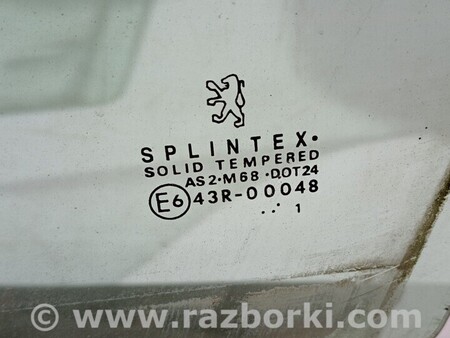 SPLINTEX.
SOLID TEMPERED
AS2·M68·DOT24
E6 43R-00048
..· 1
© www.razborki.com